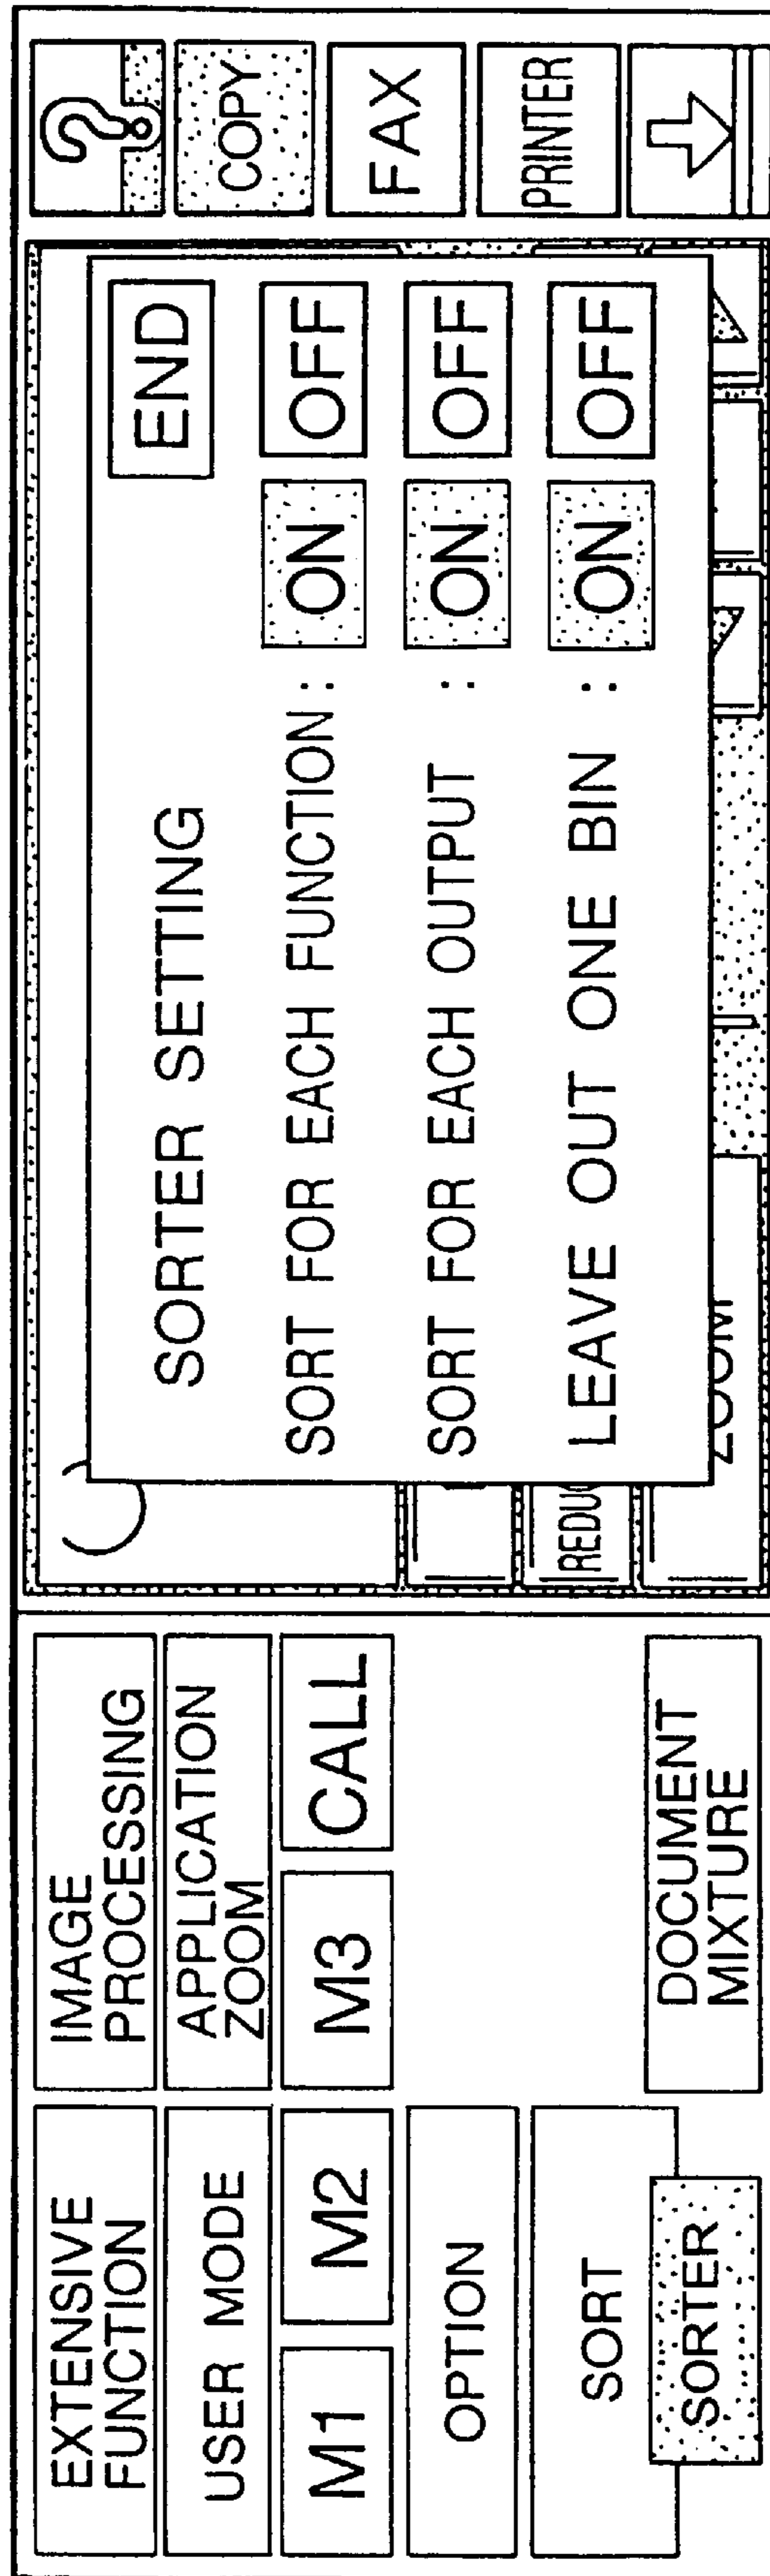 EXTENSIVE
FUNCTION
IMAGE
PROCESSING
USER MODE
APPLICATION
ZOOM
M1
M2
M3
CALL
OPTION
SORT
SORTER
DOCUMENT
MIXTURE
SORTER SETTING
END
SORT FOR EACH FUNCTION : ON OFF
SORT FOR EACH OUTPUT : ON OFF
LEAVE OUT ONE BIN : ON OFF
REDUC
ZOOM
?
COPY
FAX
PRINTER